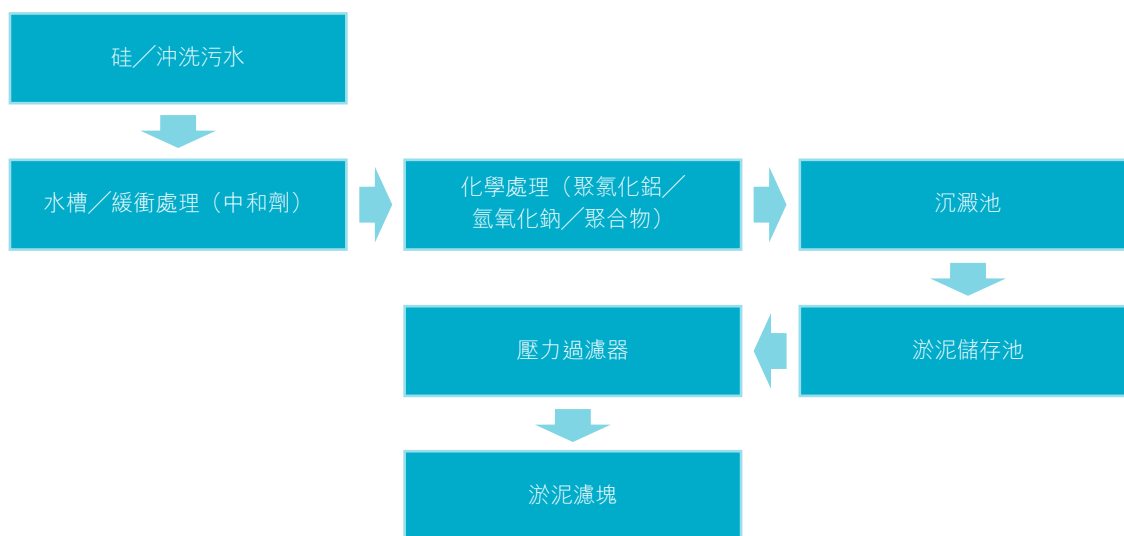 硅／沖洗污水
水槽／緩衝處理（中和劑）
化學處理（聚氯化鋁／
氫氧化鈉／聚合物）
沉澱池
壓力過濾器
淤泥儲存池
淤泥濾塊